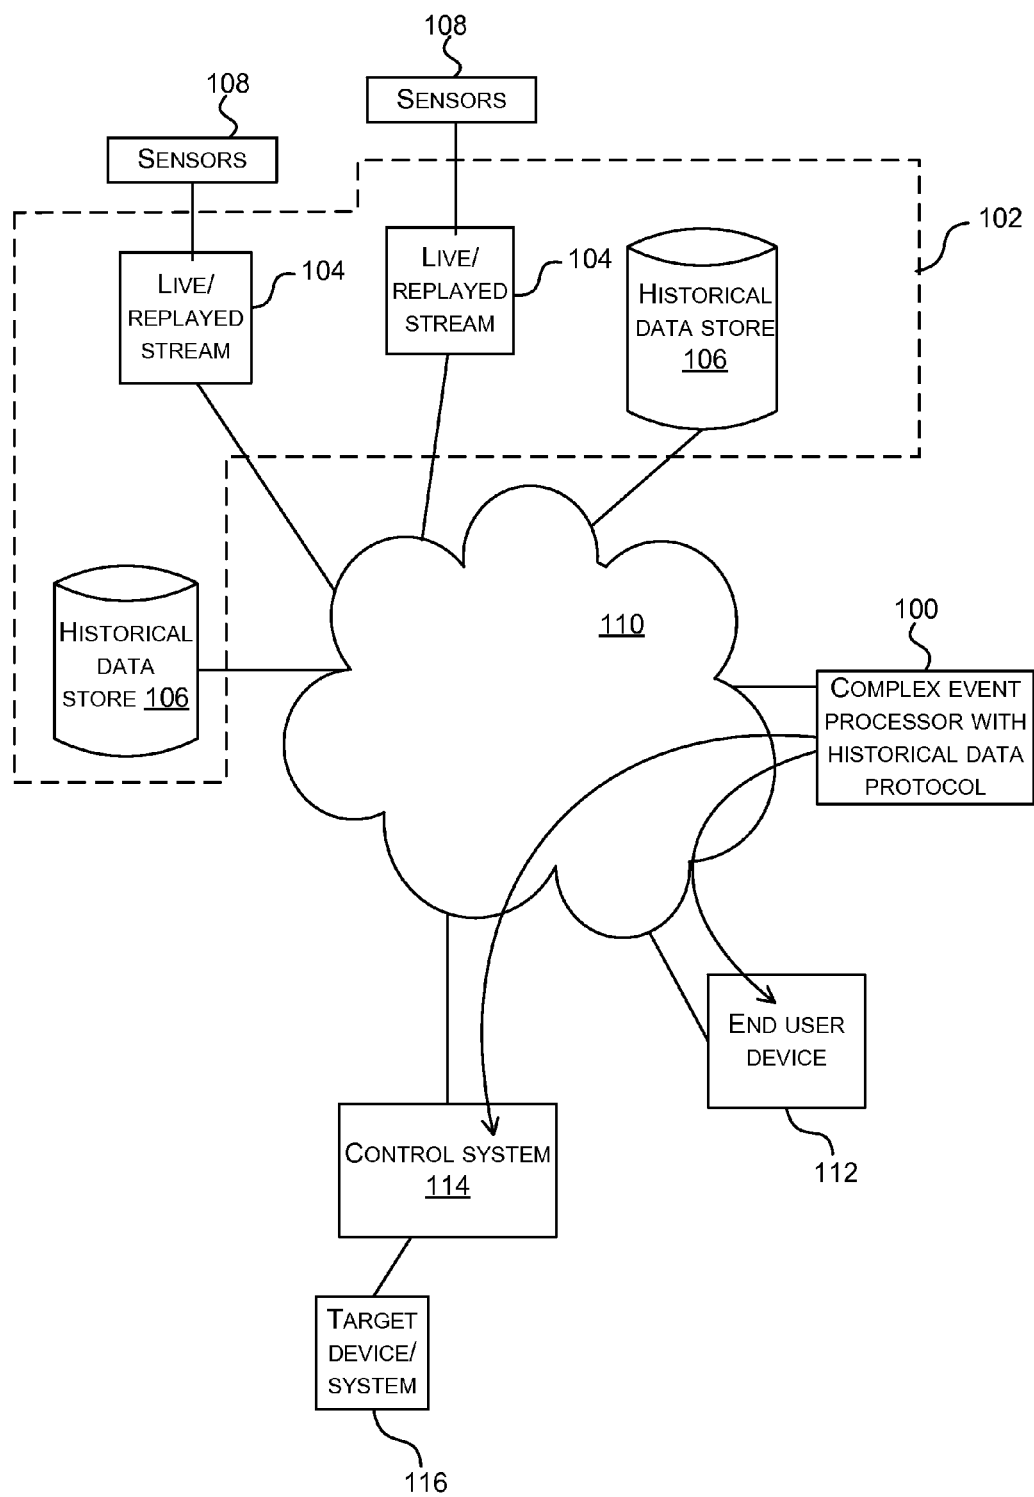 108
SENSORS
108
SENSORS
102
LIVE/
REPLAYED
STREAM
104
LIVE/
REPLAYED
STREAM
104
HISTORICAL
DATA STORE
106
HISTORICAL
DATA
STORE 106
110
100
COMPLEX EVENT
PROCESSOR WITH
HISTORICAL DATA
PROTOCOL
END USER
DEVICE
112
CONTROL SYSTEM
114
TARGET
DEVICE/
SYSTEM
116